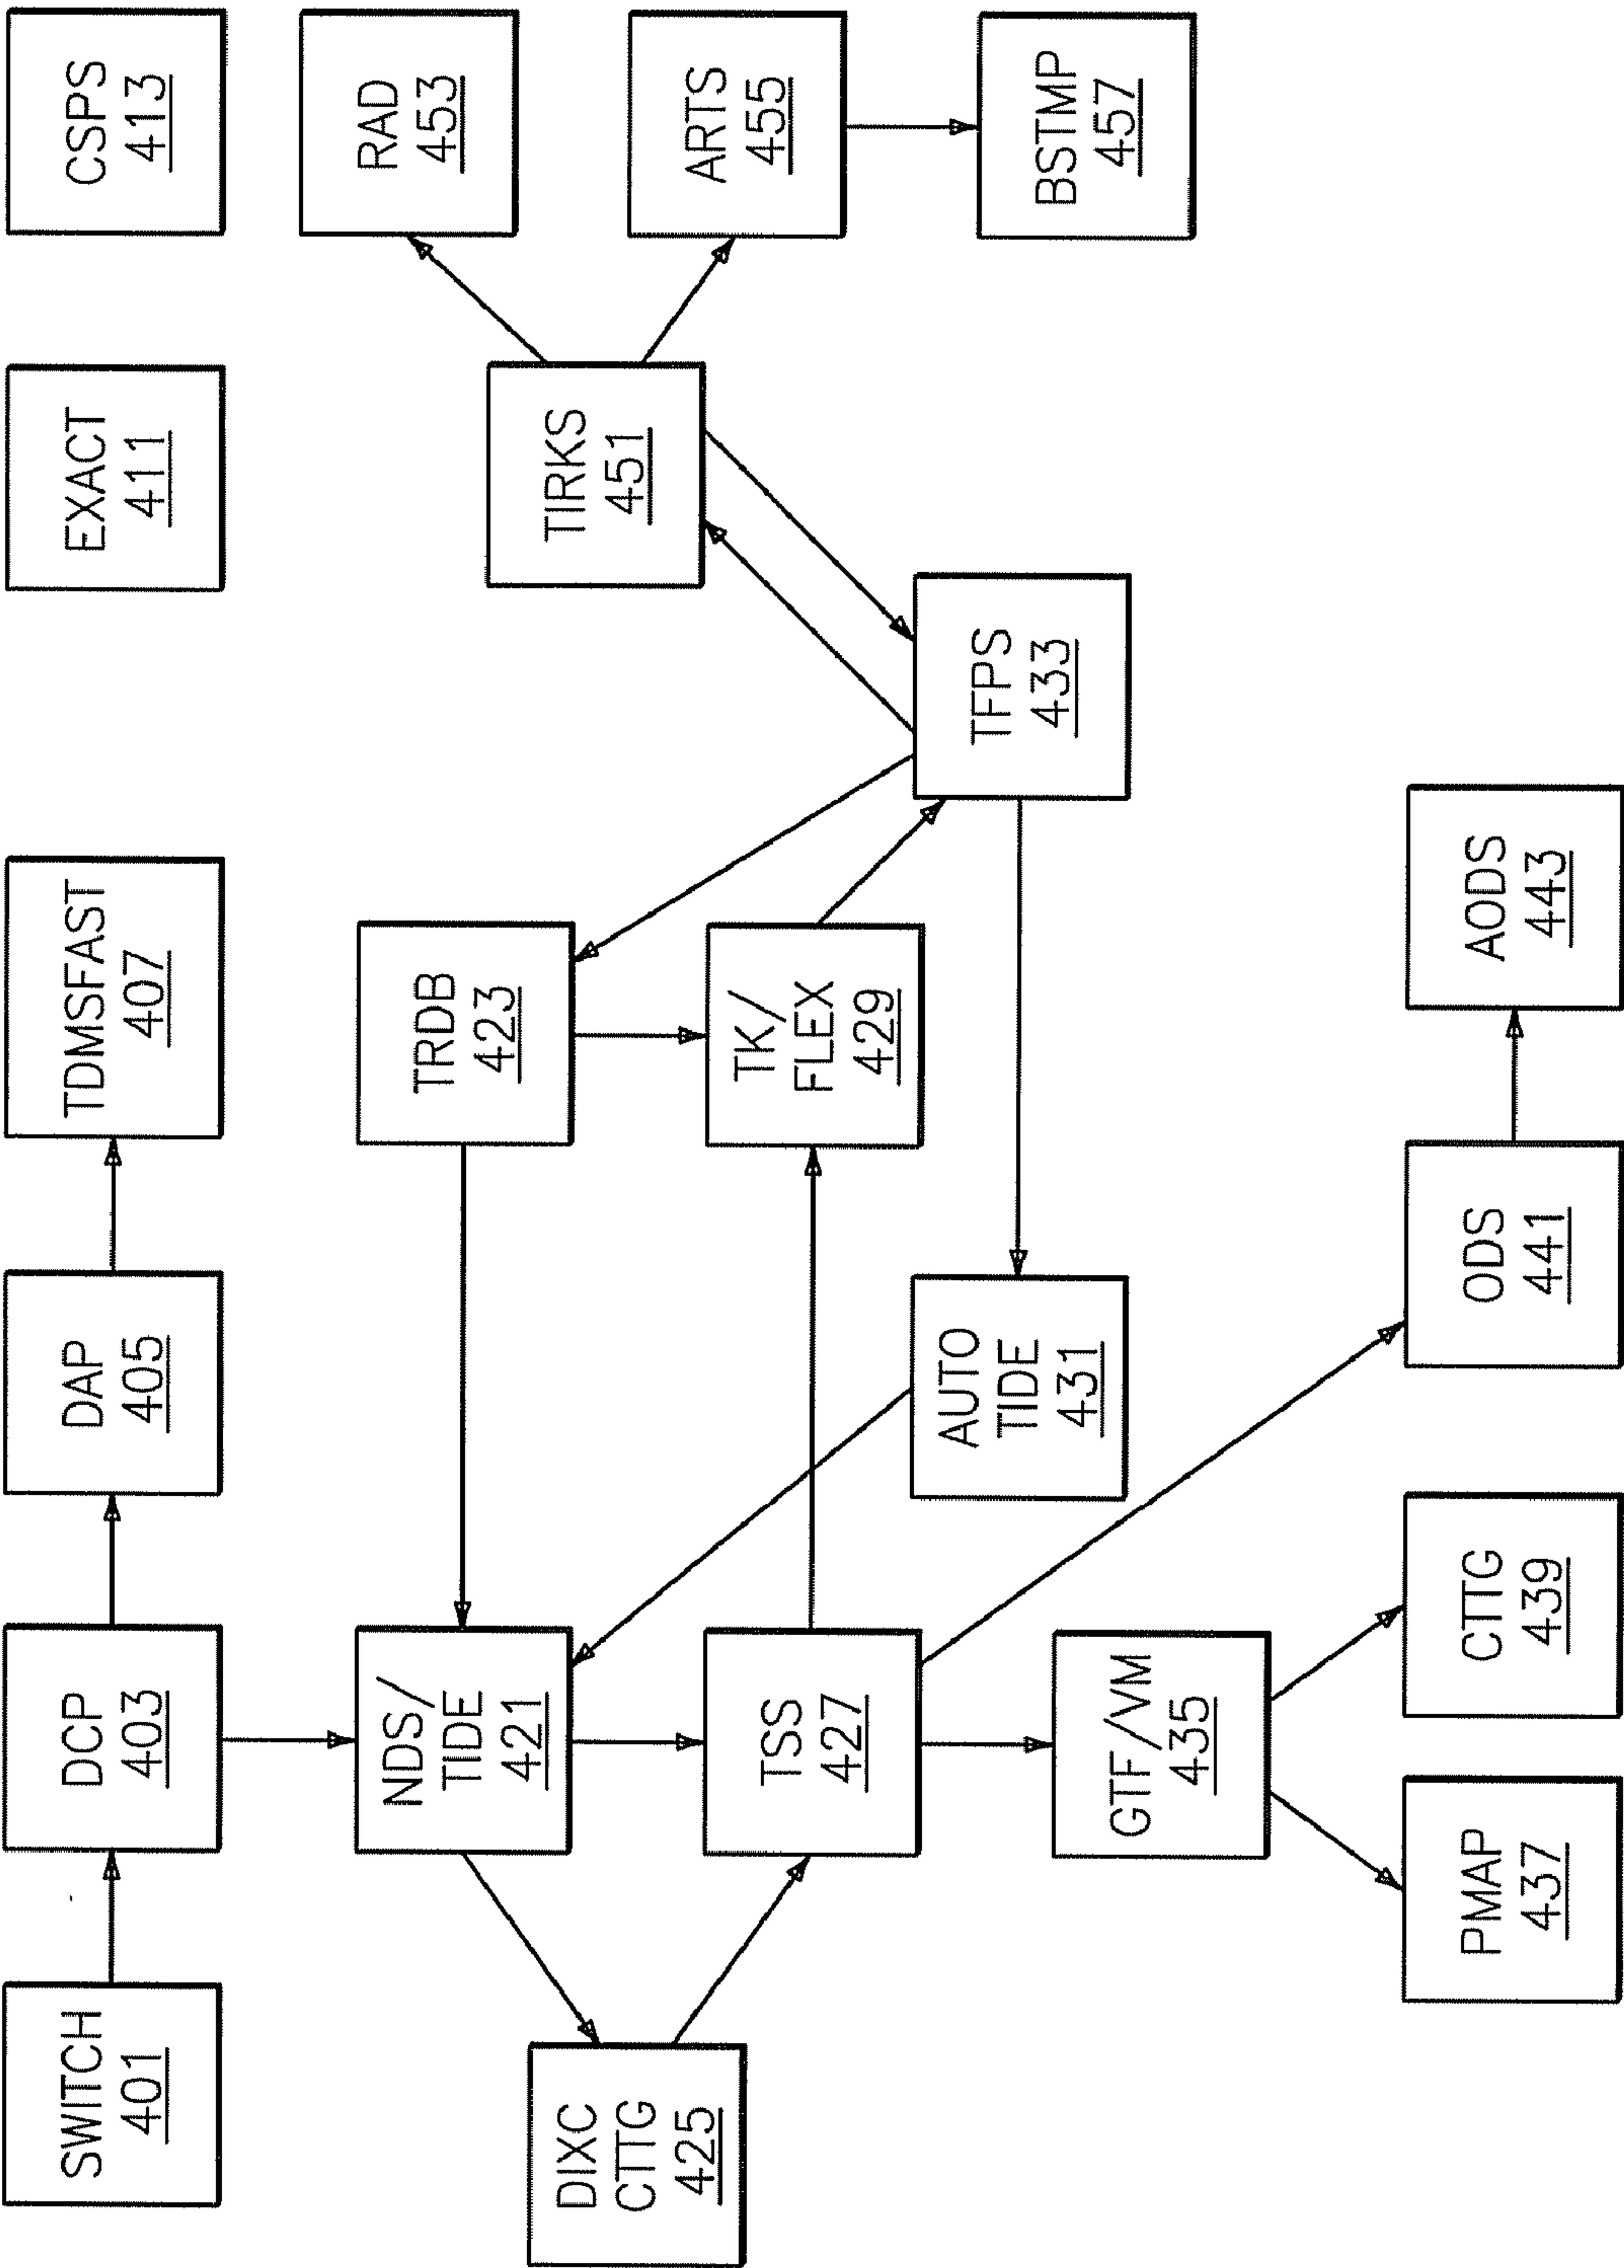 SWITCH
401
DCP
403
DAP
405
TDMSFAST
407
EXACT
411
CSPS
413
NDS/
TIDE
421
TRDB
423
RAD
453
DIXC
CTTG
425
TIRKS
451
TSS
427
TK/
FLEX
429
ARTS
455
AUTO
TIDE
431
TFPS
433
GTF/VM
435
BSTMP
457
PMAP
437
CTTG
439
ODS
441
AODS
443